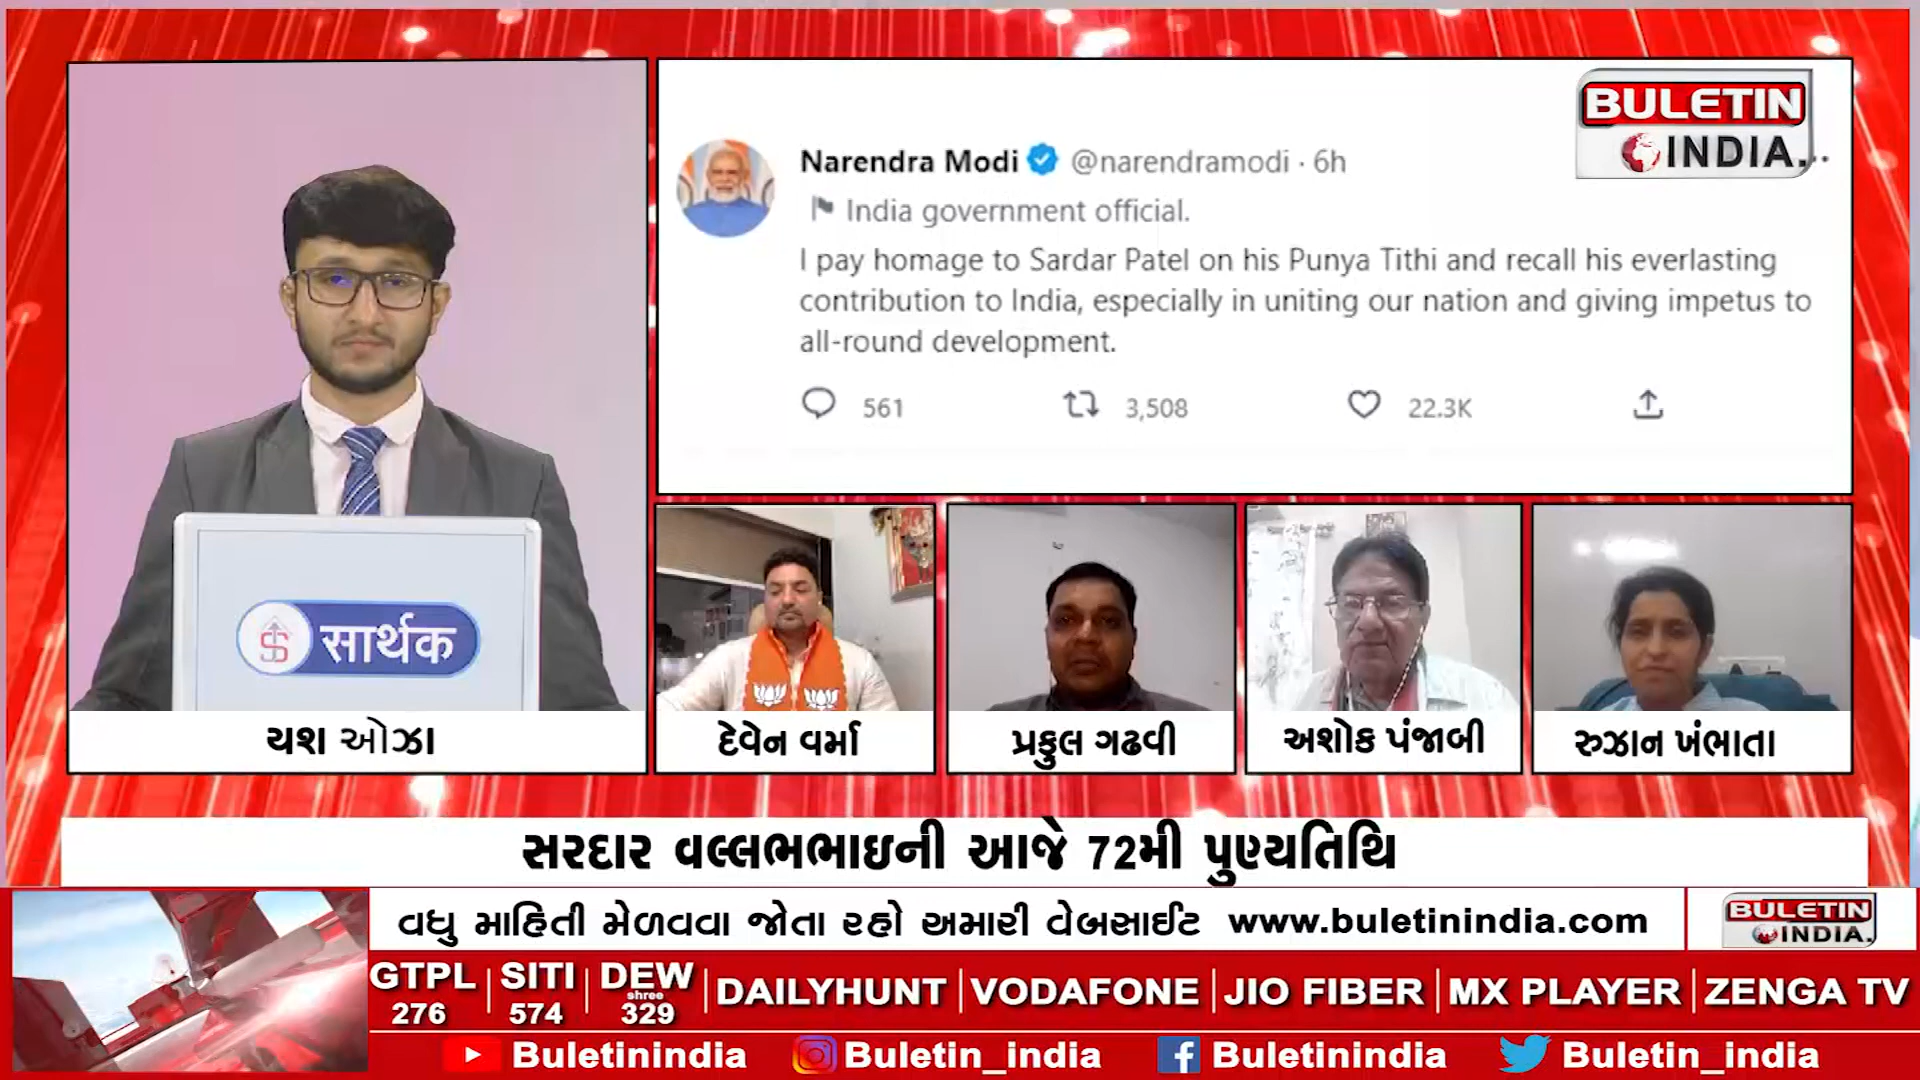 BULETIN
INDIA.
Narendra Modi @narendramodi · 6h
India government official.
I pay homage to Sardar Patel on his Punya Tithi and recall his everlasting
contribution to India, especially in uniting our nation and giving impetus to
all-round development.
561 3,508 22.3K
सार्थक
યશ ઓઝા
દેવેન વર્મા
પ્રફુલ ગઢવી
અશોક પંજાબી
રુઝાન ખંભાતા
સરદાર વલ્લભભાઇની આજે 72મી પુણ્યતિથિ
વધુ માહિતી મેળવવા જોતા રહો અમારી વેબસાઈટ www.buletinindia.com
BULETIN
INDIA.
GTPL 276 | SITI 574 | DEW shree 329 | DAILYHUNT | VODAFONE | JIO FIBER | MX PLAYER | ZENGA TV
Buletinindia Buletin_india Buletinindia Buletin_india